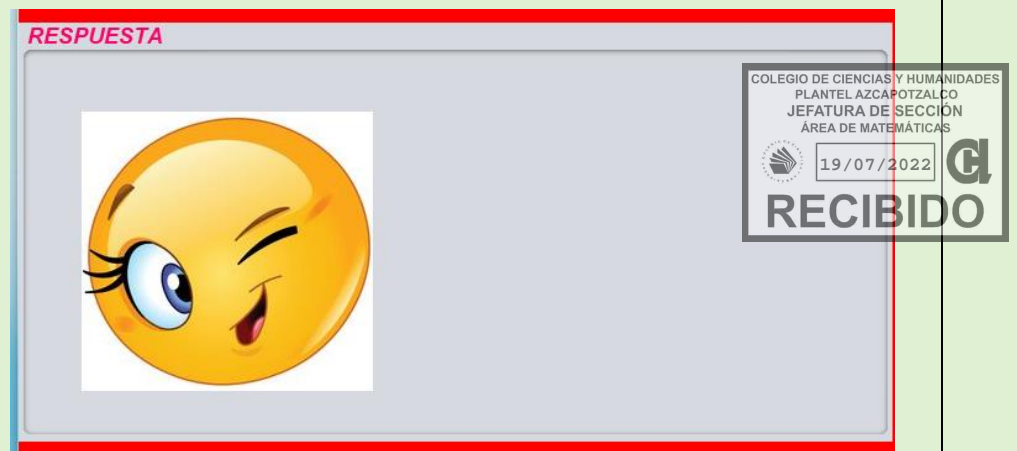 RESPUESTA
COLEGIO DE CIENCIAS Y HUMANIDADES
PLANTEL AZCAPOTZALCO
JEFATURA DE SECCIÓN
ÁREA DE MATEMÁTICAS
19/07/2022
RECIBIDO